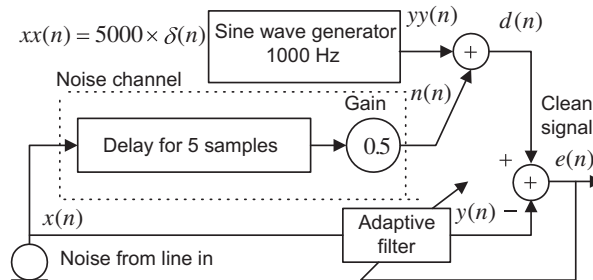 xx(n) = 5000 × δ(n)
Sine wave generator
1000 Hz
yy(n)
+
d(n)
Noise channel
Gain
n(n)
Delay for 5 samples
0.5
Clean
signal
+
e(n)
+
x(n)
Adaptive
filter
y(n)
−
Noise from line in